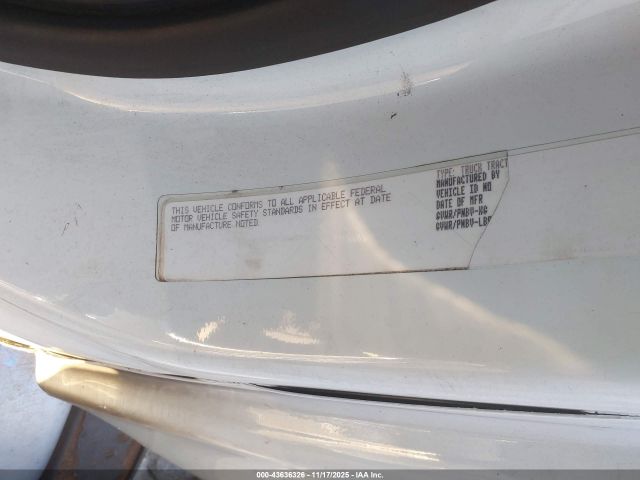 THIS VEHICLE CONFORMS TO ALL APPLICABLE FEDERAL
MOTOR VEHICLE SAFETY STANDARDS IN EFFECT AT DATE
OF MANUFACTURE NOTED
TYPE: TRUCK TRACT
MANUFACTURED BY
VEHICLE ID NO
DATE OF MFR
GVWR/PNBV-KG
GVWR/PNBV-LB
000-43636326 - 11/17/2025 - IAA Inc.